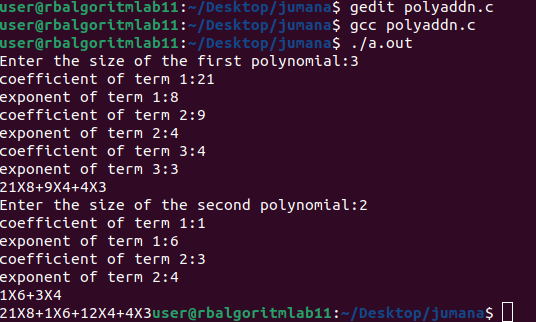 user@rbalgoritmlab11:~/Desktop/jumana$ gedit polyaddn.c
user@rbalgoritmlab11:~/Desktop/jumana$ gcc polyaddn.c
user@rbalgoritmlab11:~/Desktop/jumana$ ./a.out
Enter the size of the first polynomial:3
coefficient of term 1:21
exponent of term 1:8
coefficient of term 2:9
exponent of term 2:4
coefficient of term 3:4
exponent of term 3:3
21X8+9X4+4X3
Enter the size of the second polynomial:2
coefficient of term 1:1
exponent of term 1:6
coefficient of term 2:3
exponent of term 2:4
1X6+3X4
21X8+1X6+12X4+4X3user@rbalgoritmlab11:~/Desktop/jumana$